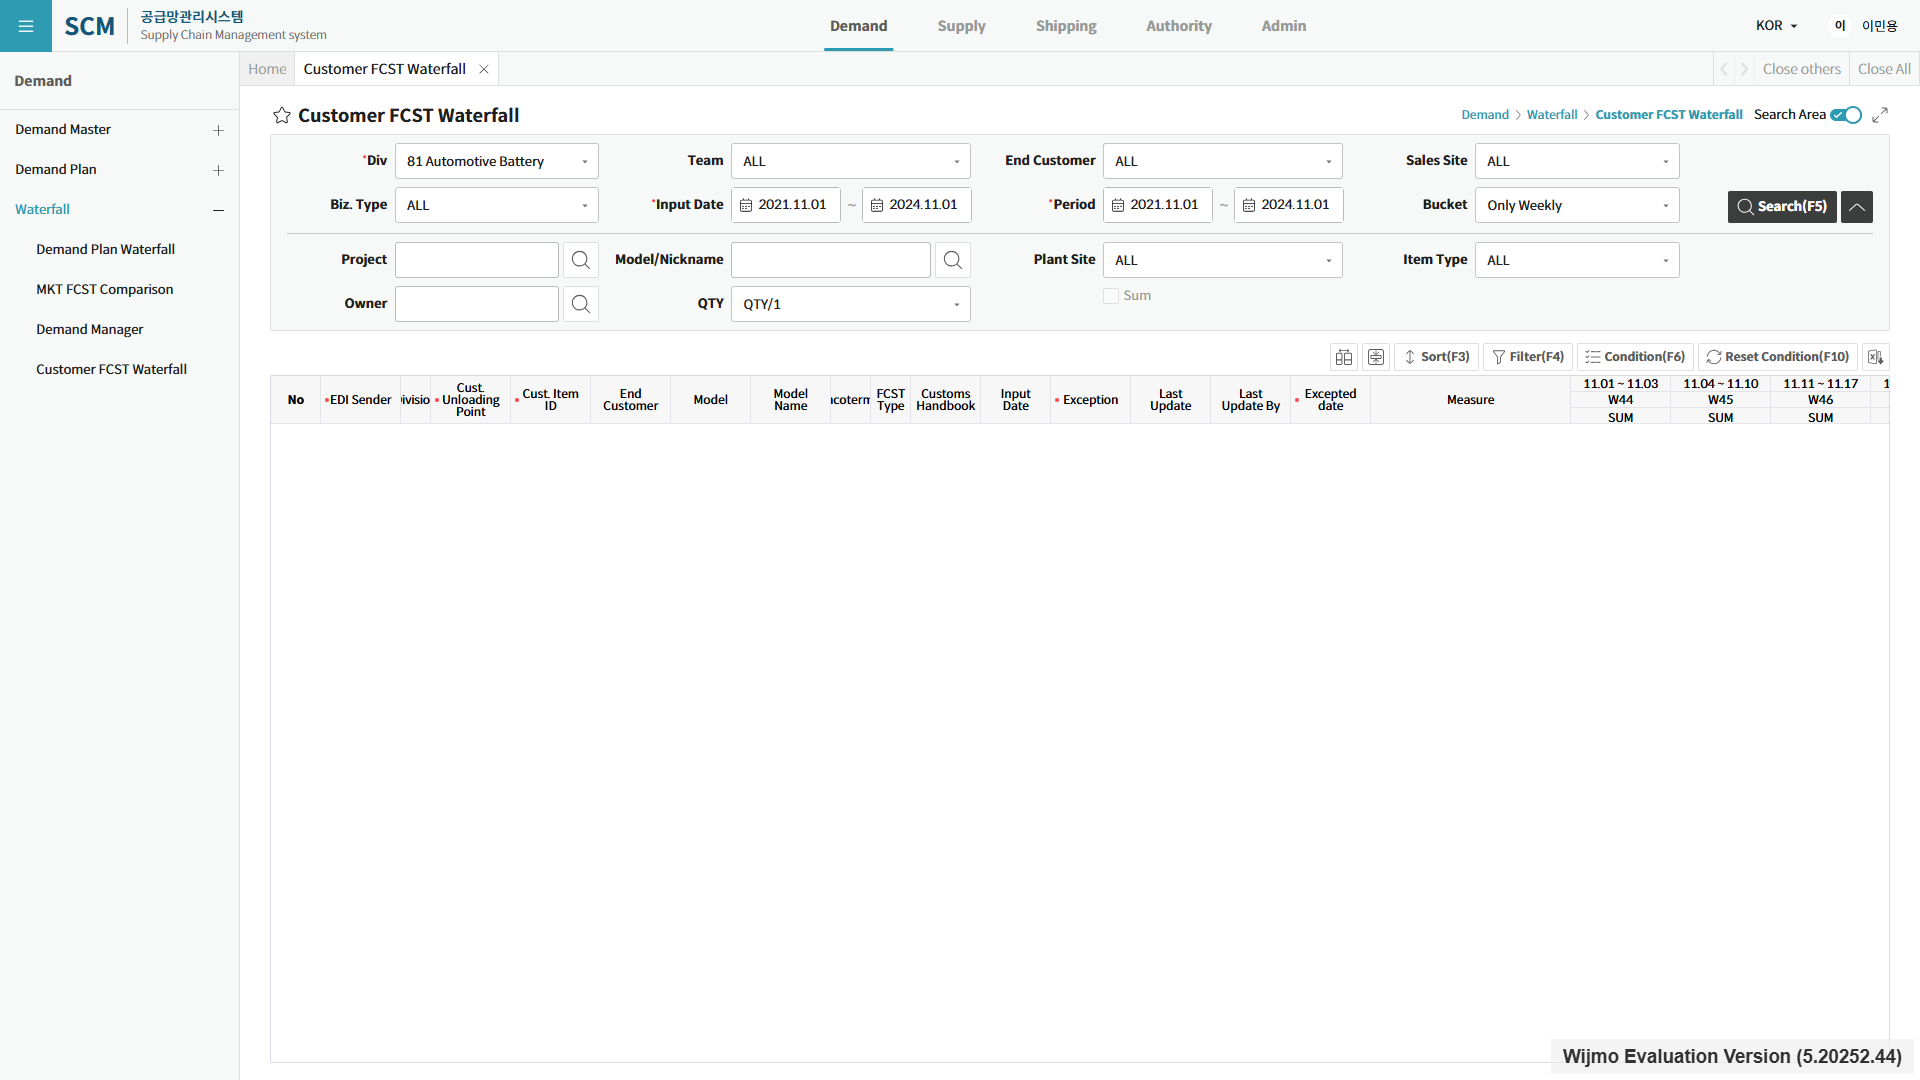 SCM
공급망관리시스템
Supply Chain Management system
Demand
Supply
Shipping
Authority
Admin
KOR
이
이민용
Demand
Home
Customer FCST Waterfall
Close others
Close All
Demand Master
Demand Plan
Waterfall
Demand Plan Waterfall
MKT FCST Comparison
Demand Manager
Customer FCST Waterfall
Customer FCST Waterfall
Demand > Waterfall > Customer FCST Waterfall
Search Area
*Div
81 Automotive Battery
Team
ALL
End Customer
ALL
Sales Site
ALL
Biz. Type
ALL
*Input Date
2021.11.01 ~ 2024.11.01
*Period
2021.11.01 ~ 2024.11.01
Bucket
Only Weekly
Search(F5)
Project
Model/Nickname
Plant Site
ALL
Item Type
ALL
Owner
QTY
QTY/1
Sum
Sort(F3)
Filter(F4)
Condition(F6)
Reset Condition(F10)
No
EDI Sender
Cust.
Unloading
Point
Cust. Item
ID
End
Customer
Model
Model
Name
FCST
Type
Customs
Handbook
Input
Date
Exception
Last
Update
Last
Update By
Excepted
date
Measure
11.01 ~ 11.03
W44
SUM
11.04 ~ 11.10
W45
SUM
11.11 ~ 11.17
W46
SUM
Wijmo Evaluation Version (5.20252.44)